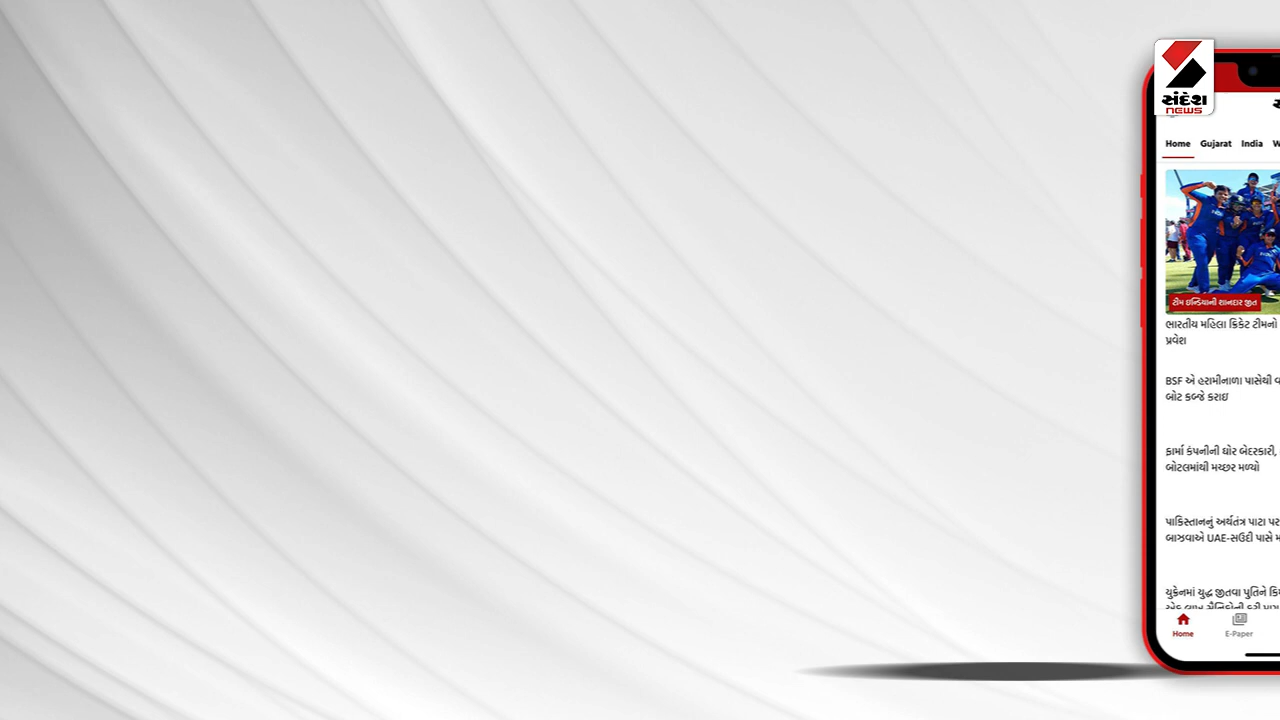 સંદેશ
NEWS
Home Gujarat India
ટીમ ઇન્ડિયાની શાનદાર જીત
ભારતીય મહિલા ક્રિકેટ ટીમનો
પ્રવેશ
BSF એ હરામીનાળા પાસેથી
બોટ કબ્જે કરાઇ
ફાર્મા કંપનીની ઘોર બેદરકારી,
બોટલમાંથી મચ્છર મળ્યો
પાકિસ્તાનનું અર્થતંત્ર પાટા પર
બાઝવાએ UAE-સઉદી પાસે
યુક્રેનમાં યુદ્ધ જીતવા પુતિને
Home E-Paper